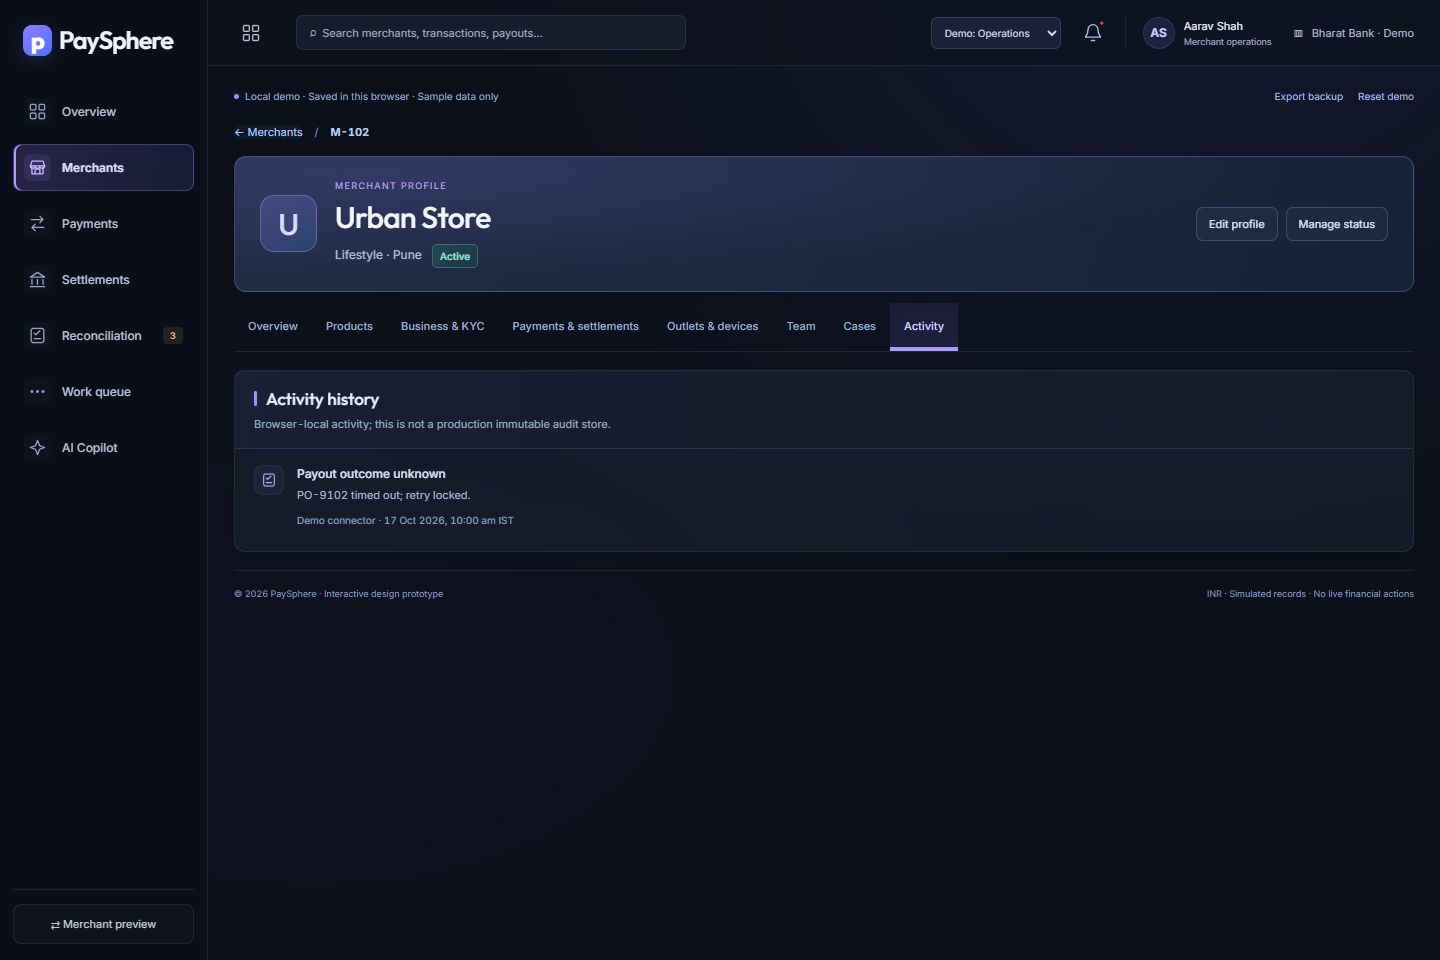 p PaySphere
Search merchants, transactions, payouts...
Demo: Operations
AS
Aarav Shah
Merchant operations
Bharat Bank · Demo
Overview
Merchants
Payments
Settlements
Reconciliation 3
Work queue
AI Copilot
⇄ Merchant preview
Local demo · Saved in this browser · Sample data only
Export backup
Reset demo
← Merchants / M-102
U
MERCHANT PROFILE
Urban Store
Lifestyle · Pune Active
Edit profile
Manage status
Overview
Products
Business & KYC
Payments & settlements
Outlets & devices
Team
Cases
Activity
Activity history
Browser-local activity; this is not a production immutable audit store.
Payout outcome unknown
PO-9102 timed out; retry locked.
Demo connector · 17 Oct 2026, 10:00 am IST
© 2026 PaySphere · Interactive design prototype
INR · Simulated records · No live financial actions